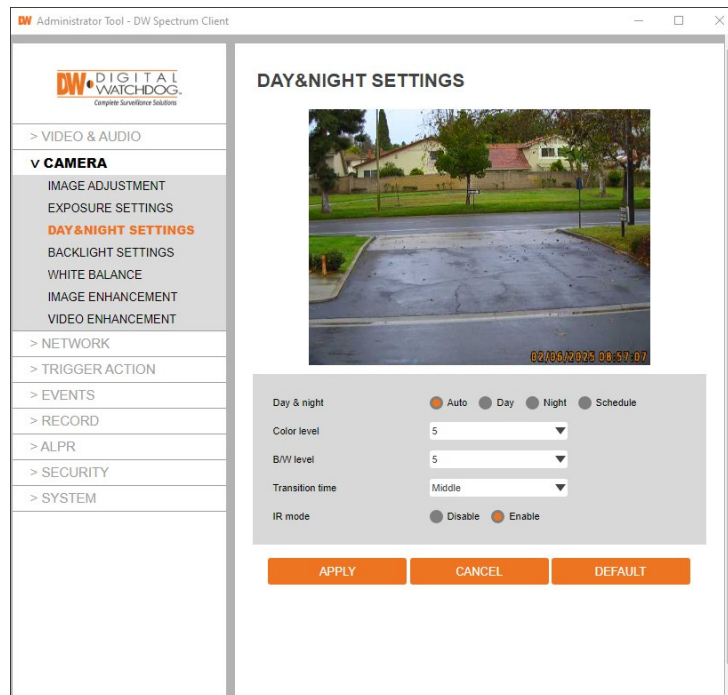 DW Administrator Tool - DW Spectrum Client
DW DIGITAL
WATCHDOG®
Complete Surveillance Solutions
> VIDEO & AUDIO
v CAMERA
IMAGE ADJUSTMENT
EXPOSURE SETTINGS
DAY&NIGHT SETTINGS
BACKLIGHT SETTINGS
WHITE BALANCE
IMAGE ENHANCEMENT
VIDEO ENHANCEMENT
> NETWORK
> TRIGGER ACTION
> EVENTS
> RECORD
> ALPR
> SECURITY
> SYSTEM
DAY&NIGHT SETTINGS
02/06/2025 08:57:07
Day & night Auto Day Night Schedule
Color level 5
B/W level 5
Transition time Middle
IR mode Disable Enable
APPLY CANCEL DEFAULT